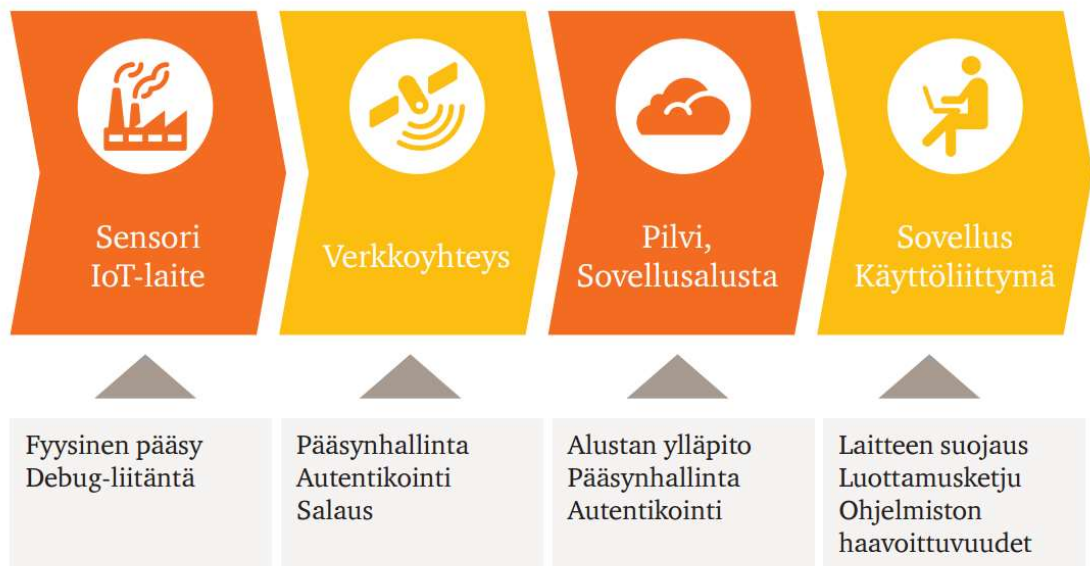 Sensori
IoT-laite
Verkkoyhteys
Pilvi,
Sovellusalusta
Sovellus
Käyttöliittymä
Fyysinen pääsy
Debug-liitäntä
Pääsynhallinta
Autentikointi
Salaus
Alustan ylläpito
Pääsynhallinta
Autentikointi
Laitteen suojaus
Luottamusketju
Ohjelmiston
haavoittuvuudet